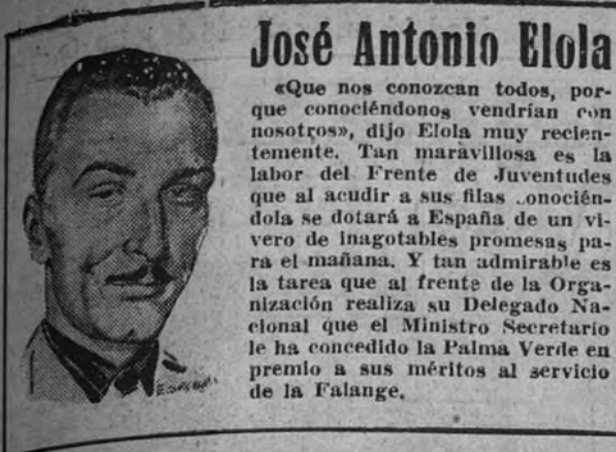 José Antonio Elola
«Que nos conozcan todos, por-
que conociéndonos vendrían con
nosotros», dijo Elola muy recien-
temente. Tan maravillosa es la
labor del Frente de Juventudes
que al acudir a sus filas conocién-
dola se dotará a España de un vi-
vero de inagotables promesas pa-
ra el mañana. Y tan admirable es
la tarea que al frente de la Orga-
nización realiza su Delegado Na-
cional que el Ministro Secretario
le ha concedido la Palma Verde en
premio a sus méritos al servicio
de la Falange.